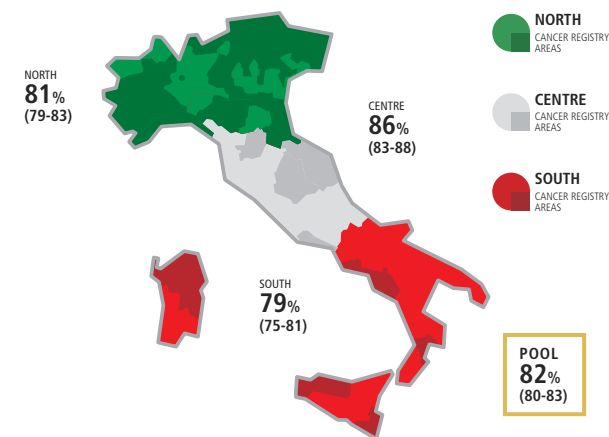 NORTH
81%
(79-83)
CENTRE
86%
(83-88)
SOUTH
79%
(75-81)
NORTH
CANCER REGISTRY
AREAS
CENTRE
CANCER REGISTRY
AREAS
SOUTH
CANCER REGISTRY
AREAS
POOL
82%
(80-83)